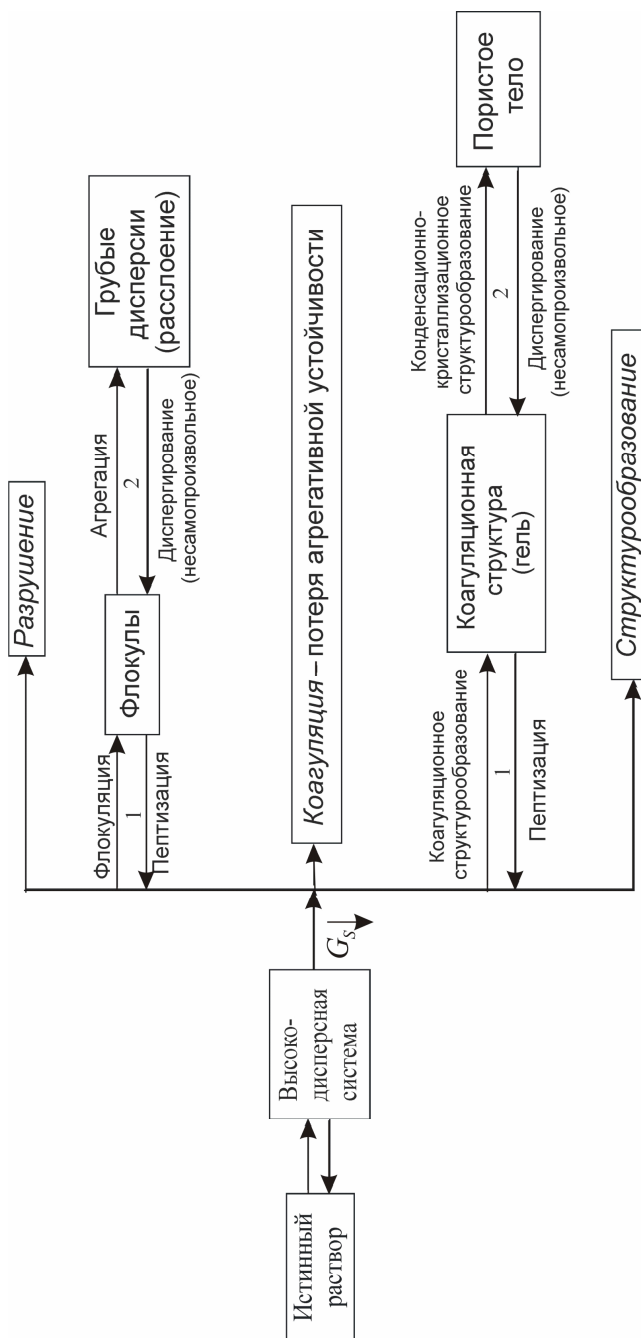 Истинный
раствор
Высоко-
дисперсная
система
G_s
Разрушение
Флокуляция
1
Пептизация
Флокулы
Агрегация
2
Диспергирование
(несамопроизвольное)
Грубые
дисперсии
(расслоение)
Коагуляция – потеря агрегативной устойчивости
Коагуляционное
структурообразование
1
Пептизация
Коагуляционная
структура
(гель)
Конденсационно-
кристаллизационное
структурообразование
2
Диспергирование
(несамопроизвольное)
Пористое
тело
Структурообразование